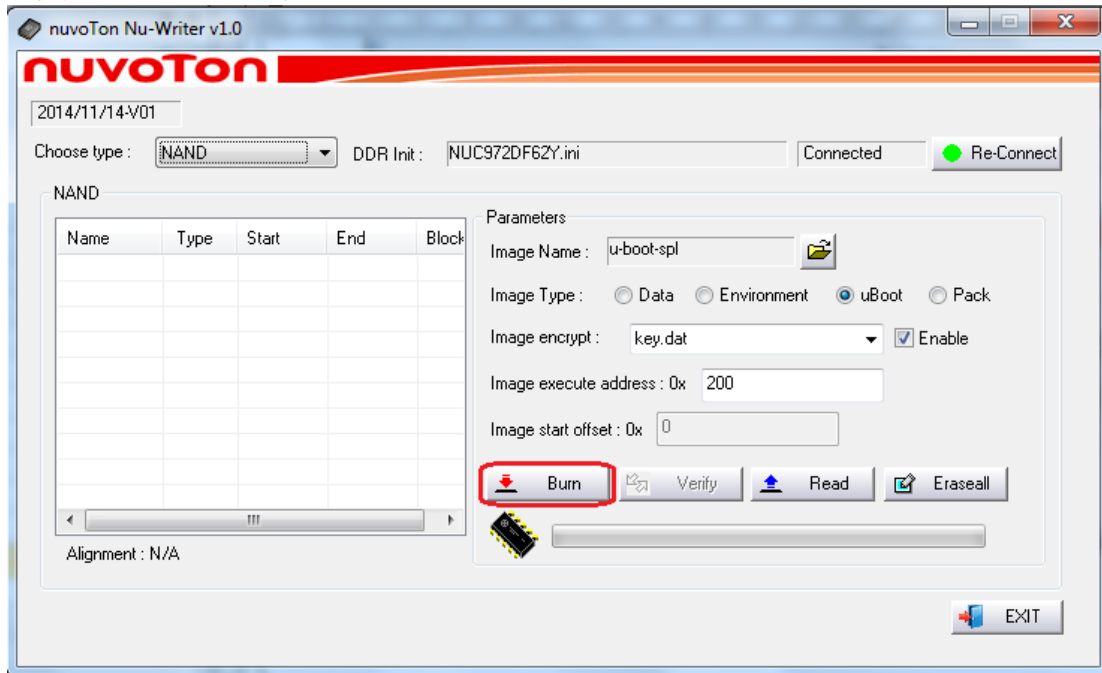 nuvoTon Nu-Writer v1.0
nuvoTon
2014/11/14-V01
Choose type : NAND DDR Init : NUC972DF62Y.ini Connected Re-Connect
NAND
Name Type Start End Block
Parameters
Image Name : u-boot-spl
Image Type : Data Environment uBoot Pack
Image encrypt : key.dat Enable
Image execute address : 0x 200
Image start offset : 0x 0
Burn Verify Read Eraseall
Alignment : N/A
EXIT